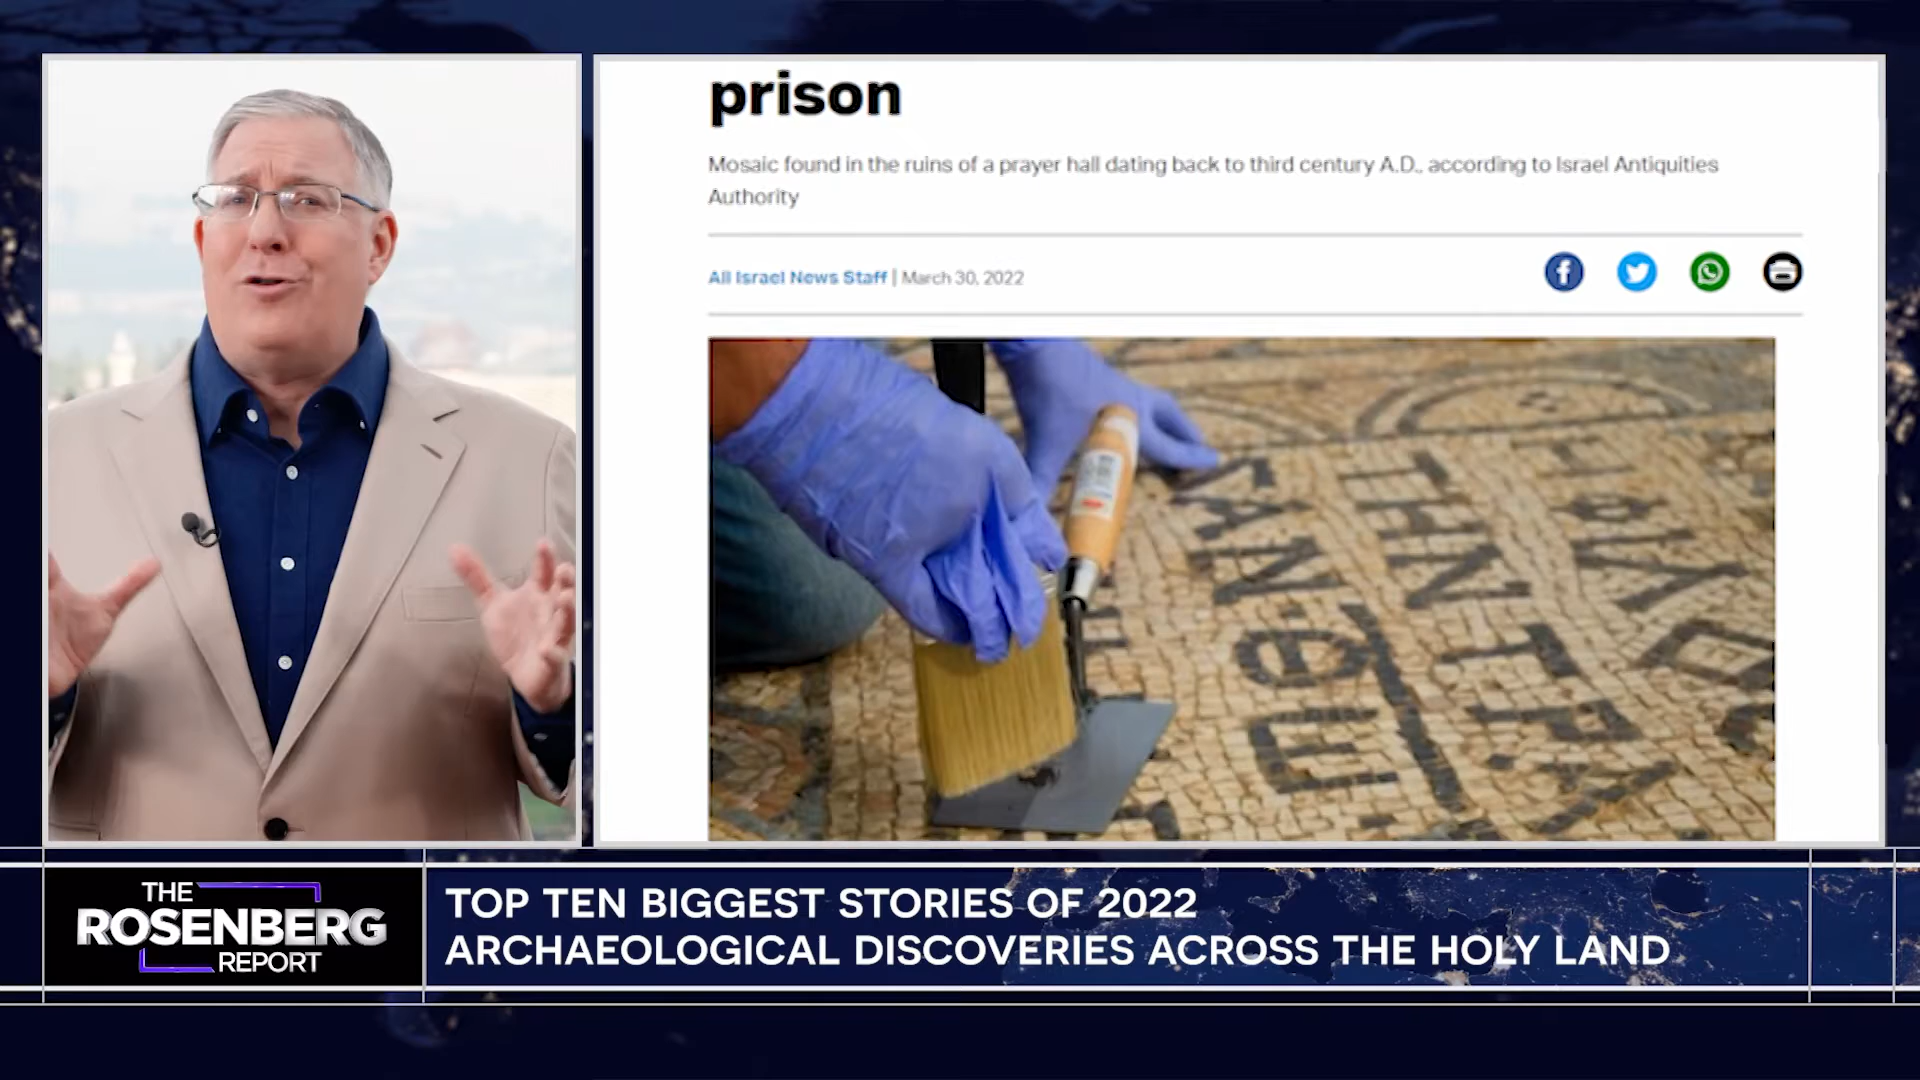 prison
Mosaic found in the ruins of a prayer hall dating back to third century A.D., according to Israel Antiquities
Authority
All Israel News Staff | March 30, 2022
THE
ROSENBERG
REPORT
TOP TEN BIGGEST STORIES OF 2022
ARCHAEOLOGICAL DISCOVERIES ACROSS THE HOLY LAND